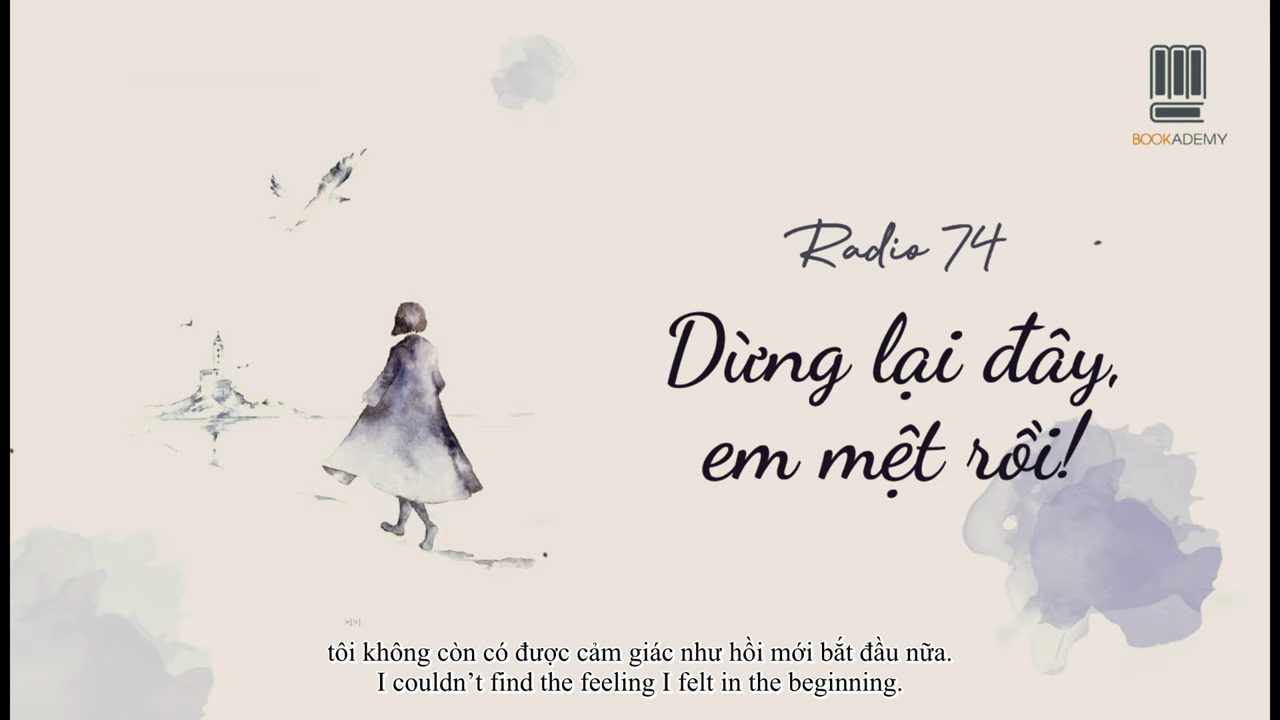 BOOKADEMY
Radio 74
Dừng lại đây,
em mệt rồi!
>|>|
tôi không còn có được cảm giác như hồi mới bắt đầu nữa.
I couldn't find the feeling I felt in the beginning.